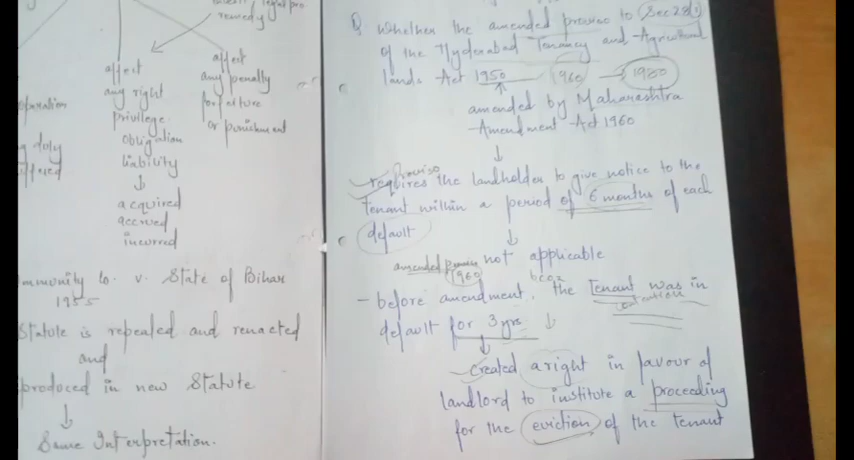 remedy
affect
any right
privilege
obligation
liability
↓
acquired
accrued
incurred
affect
any penalty
forfeiture
or punishment
v. State of Bihar
1955
Statute is repealed and renacted
and
produced in new Statute
↓
Same Interpretation.
Q whether the amended proviso to Sec 28(1)
of the Hyderabad Tenancy and Agricultural
lands Act 1950 — 1960 → 1980
amended by Maharashtra
Amendment Act 1960
↓
Proviso
- requires the landholder to give notice to the
tenant within a period of 6 months of each
default
↓
amended proviso not applicable
1960
- before amendment, the tenant was in
contention
default for 3 yrs ↓
↓
- created a right in favour of
landlord to institute a proceeding
for the eviction of the tenant